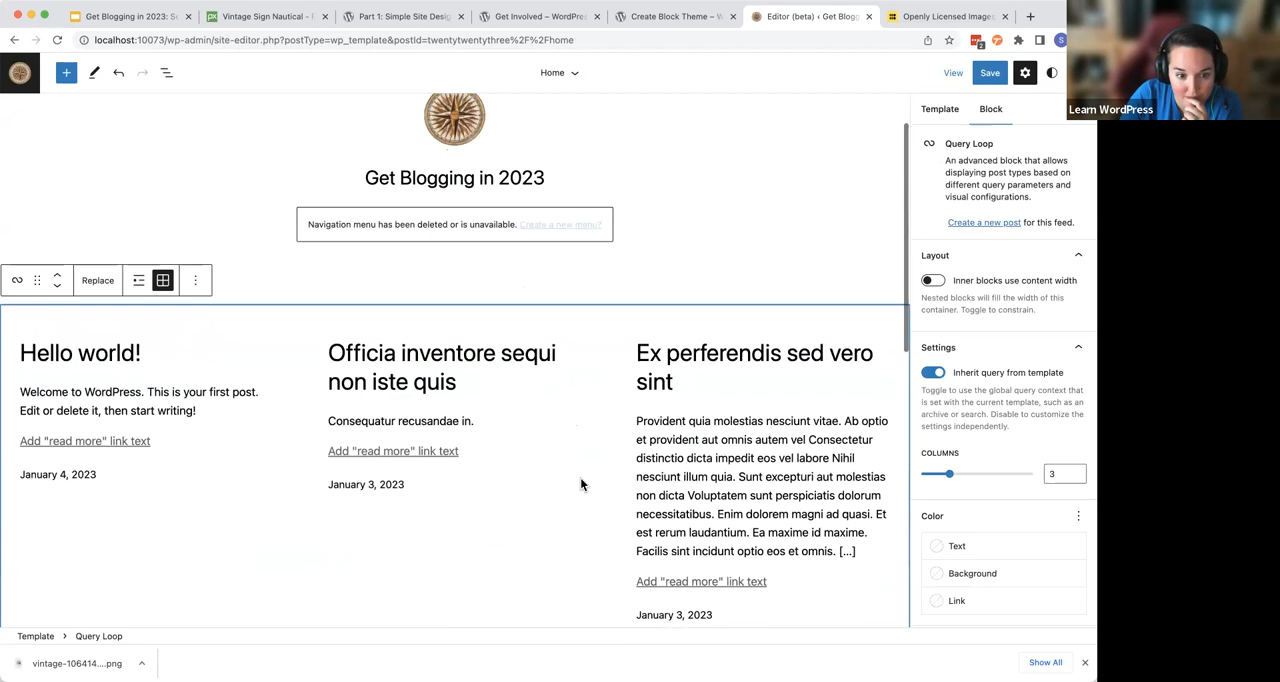 Get Blogging in 2023: S
Vintage Sign Nautical -
Part 1: Simple Site Desig
Get Involved – WordPres
Create Block Theme –
Editor (beta) ‹ Get Blogg
Openly Licensed Images
localhost:10073/wp-admin/site-editor.php?postType=wp_template&postId=twentytwentythree%2F%2Fhome
2
S
Home
View
Save
Learn WordPress
Template
Block
Get Blogging in 2023
Navigation menu has been deleted or is unavailable. Create a new menu?
Replace
Hello world!
Welcome to WordPress. This is your first post.
Edit or delete it, then start writing!
Add "read more" link text
January 4, 2023
Officia inventore sequi
non iste quis
Consequatur recusandae in.
Add "read more" link text
January 3, 2023
Ex perferendis sed vero
sint
Provident quia molestias nesciunt vitae. Ab optio
et provident aut omnis autem vel Consectetur
distinctio dicta impedit eos vel labore Nihil
nesciunt illum quia. Sunt excepturi aut molestias
non dicta Voluptatem sunt perspiciatis dolorum
necessitatibus. Enim dolorem magni ad quasi. Et
est rerum laudantium. Ea maxime id maxime.
Facilis sint incidunt optio eos et omnis. […]
Add "read more" link text
January 3, 2023
Query Loop
An advanced block that allows
displaying post types based on
different query parameters and
visual configurations.
Create a new post for this feed.
Layout
Inner blocks use content width
Nested blocks will fill the width of this
container. Toggle to constrain.
Settings
Inherit query from template
Toggle to use the global query context that
is set with the current template, such as an
archive or search. Disable to customize the
settings independently.
COLUMNS
3
Color
Text
Background
Link
Template > Query Loop
vintage-106414....png
Show All